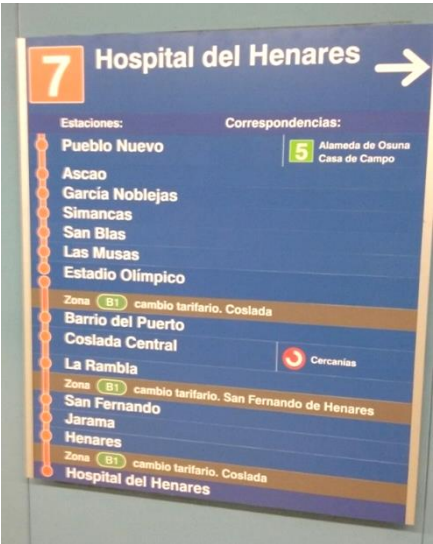 7 Hospital del Henares
Estaciones: Correspondencias:
Pueblo Nuevo 5 Alameda de Osuna
Casa de Campo
Ascao
García Noblejas
Simancas
San Blas
Las Musas
Estadio Olímpico
Zona B1 cambio tarifario. Coslada
Barrio del Puerto
Coslada Central Cercanías
La Rambla
Zona B1 cambio tarifario. San Fernando de Henares
San Fernando
Jarama
Henares
Zona B1 cambio tarifario. Coslada
Hospital del Henares